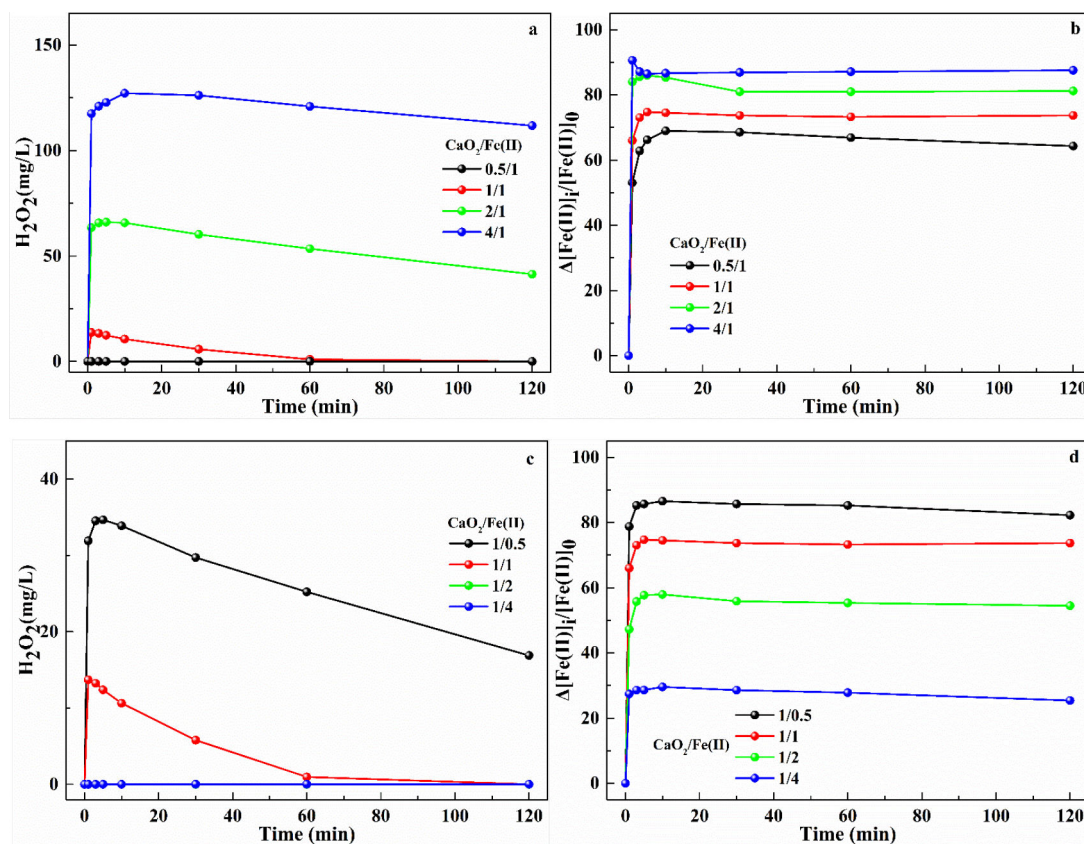 a
150
100
50
0
H₂O₂(mg/L)
CaO₂/Fe(II)
0.5/1
1/1
2/1
4/1
0 20 40 60 80 100 120
Time (min)
b
100
80
60
40
20
0
Δ[Fe(II)]ᵢ/[Fe(II)]₀
CaO₂/Fe(II)
0.5/1
1/1
2/1
4/1
0 20 40 60 80 100 120
Time (min)
c
40
20
0
H₂O₂(mg/L)
CaO₂/Fe(II)
1/0.5
1/1
1/2
1/4
0 20 40 60 80 100 120
Time (min)
d
100
80
60
40
20
0
Δ[Fe(II)]ᵢ/[Fe(II)]₀
CaO₂/Fe(II)
1/0.5
1/1
1/2
1/4
0 20 40 60 80 100 120
Time (min)